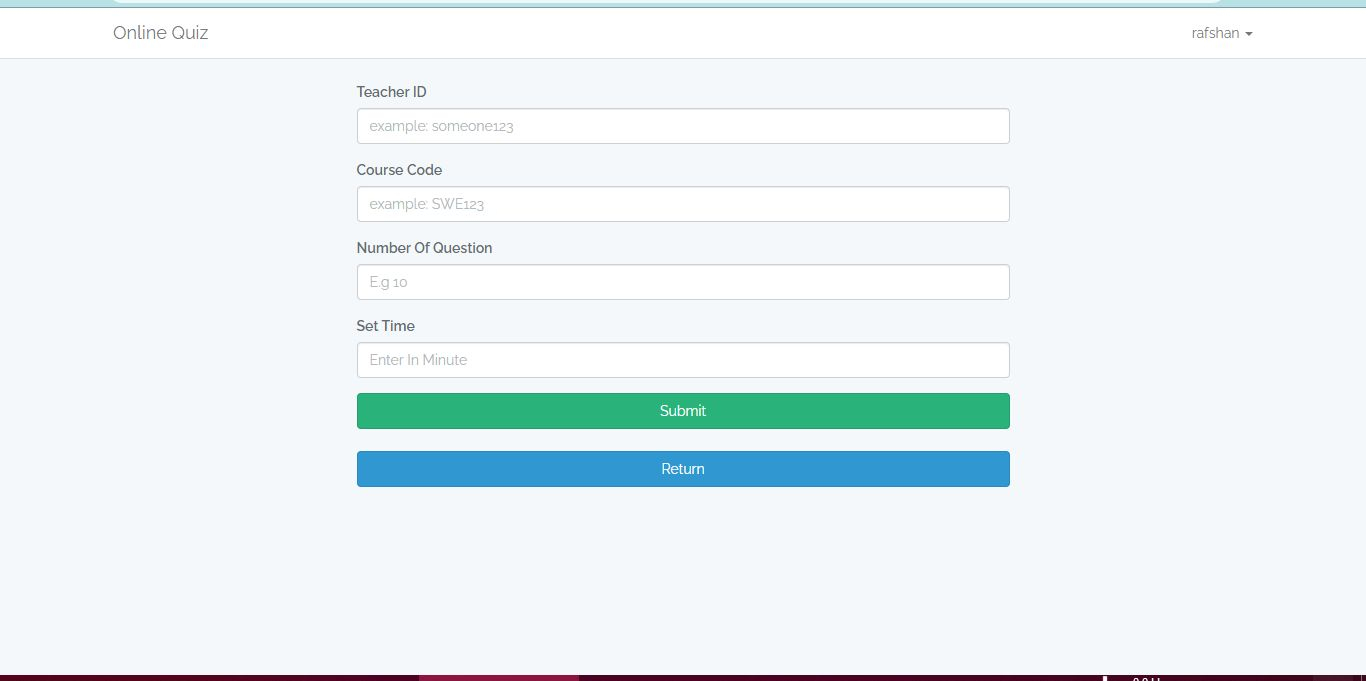 Online Quiz
rafshan
Teacher ID
example: someone123
Course Code
example: SWE123
Number Of Question
E.g 10
Set Time
Enter In Minute
Submit
Return